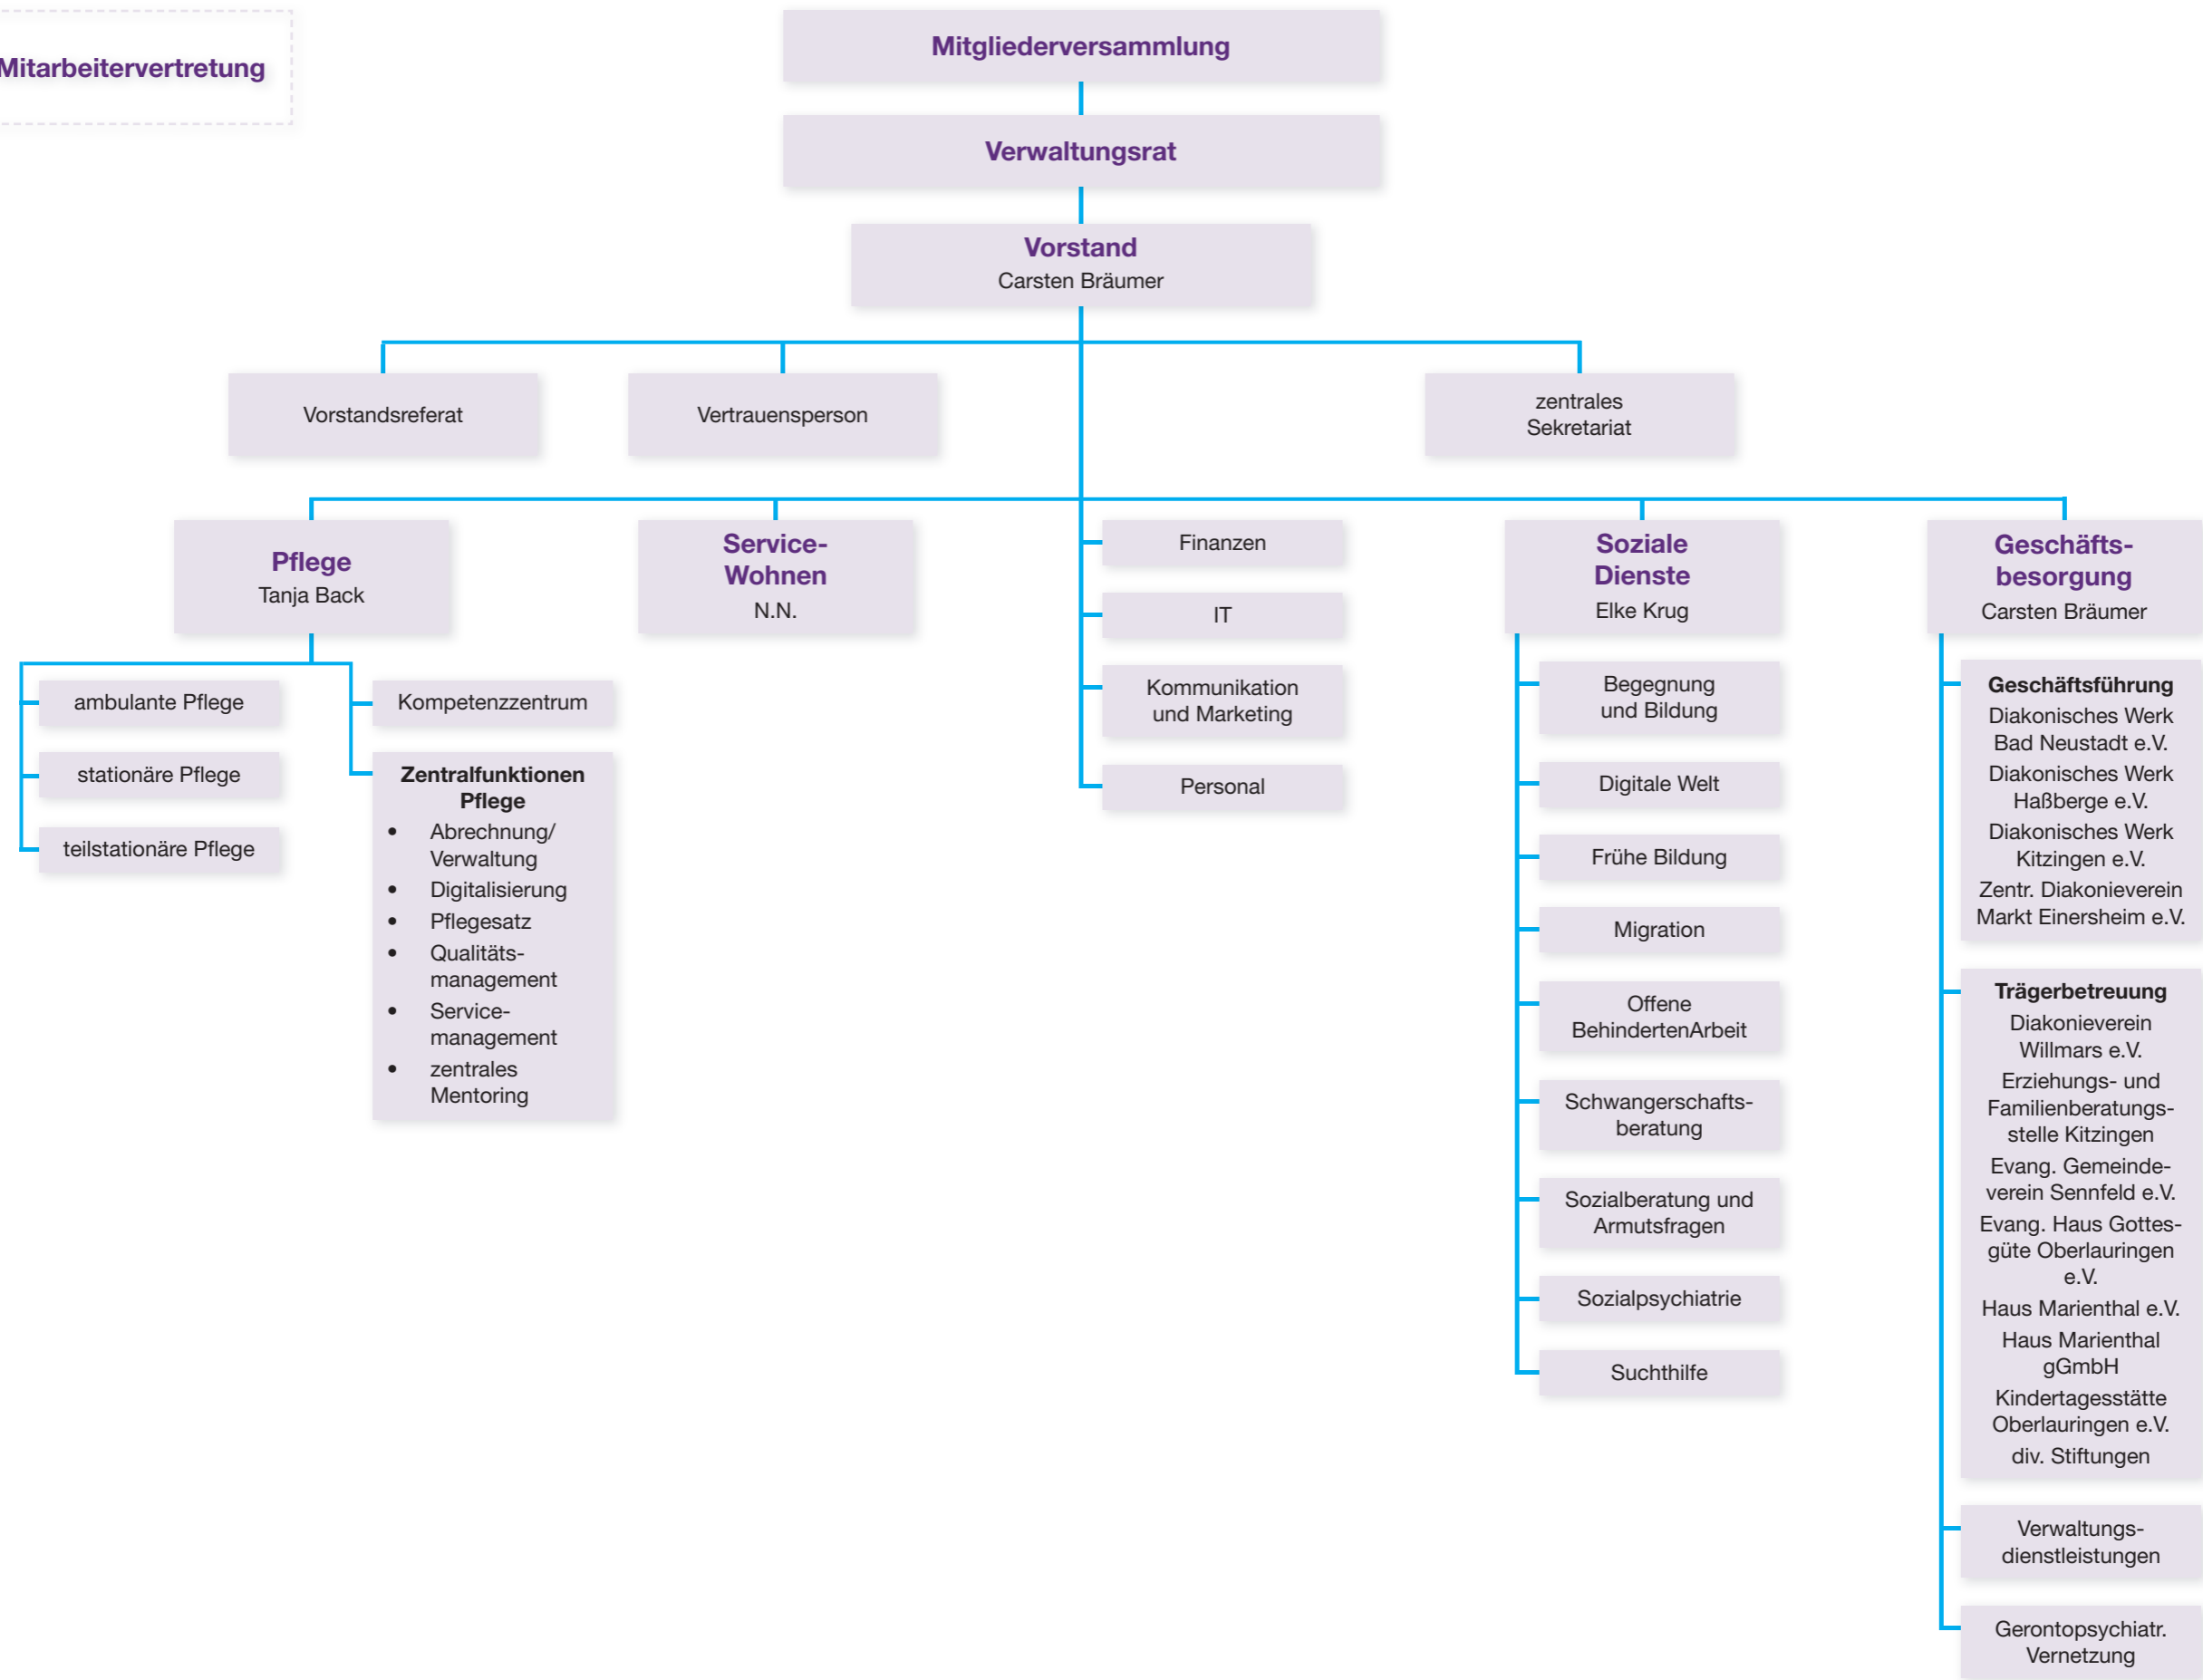 Mitarbeitervertretung
Mitgliederversammlung
Verwaltungsrat
Vorstand
Carsten Bräumer
Vorstandsreferat
Vertrauensperson
zentrales
Sekretariat
Pflege
Tanja Back
ambulante Pflege
stationäre Pflege
teilstationäre Pflege
Kompetenzzentrum
Zentralfunktionen
Pflege
• Abrechnung/
Verwaltung
• Digitalisierung
• Pflegesatz
• Qualitäts-
management
• Service-
management
• zentrales
Mentoring
Service-
Wohnen
N.N.
Finanzen
IT
Kommunikation
und Marketing
Personal
Soziale
Dienste
Elke Krug
Begegnung
und Bildung
Digitale Welt
Frühe Bildung
Migration
Offene
BehindertenArbeit
Schwangerschafts-
beratung
Sozialberatung und
Armutsfragen
Sozialpsychiatrie
Suchthilfe
Geschäfts-
besorgung
Carsten Bräumer
Geschäftsführung
Diakonisches Werk
Bad Neustadt e.V.
Diakonisches Werk
Haßberge e.V.
Diakonisches Werk
Kitzingen e.V.
Zentr. Diakonieverein
Markt Einersheim e.V.
Trägerbetreuung
Diakonieverein
Willmars e.V.
Erziehungs- und
Familienberatungs-
stelle Kitzingen
Evang. Gemeinde-
verein Sennfeld e.V.
Evang. Haus Gottes-
güte Oberlauringen
e.V.
Haus Marienthal e.V.
Haus Marienthal
gGmbH
Kindertagesstätte
Oberlauringen e.V.
div. Stiftungen
Verwaltungs-
dienstleistungen
Gerontopsychiatr.
Vernetzung